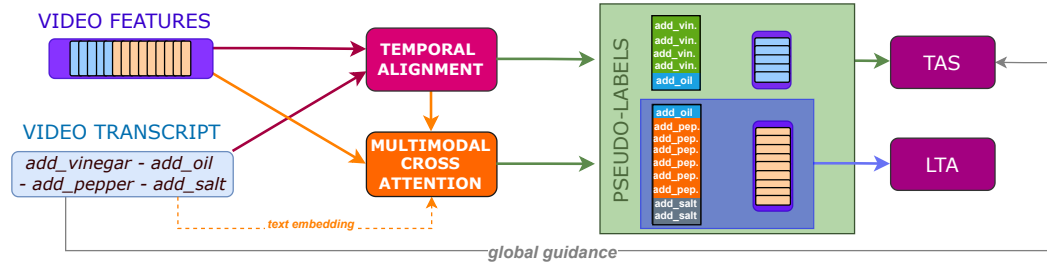 VIDEO FEATURES
VIDEO TRANSCRIPT
add_vinegar - add_oil
- add_pepper - add_salt
TEMPORAL
ALIGNMENT
MULTIMODAL
CROSS
ATTENTION
text embedding
PSEUDO-LABELS
add_vin.
add_vin.
add_vin.
add_vin.
add_oil
add_oil
add_pep.
add_pep.
add_pep.
add_pep.
add_pep.
add_pep.
add_salt
add_salt
TAS
LTA
global guidance